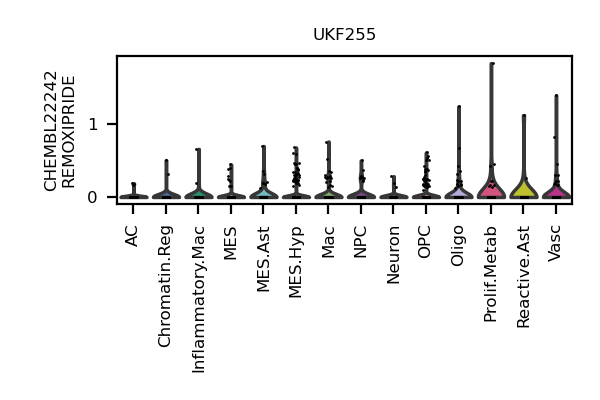 UKF255
CHEMBL22242
REMOXIPRIDE
1
0
AC
Chromatin.Reg
Inflammatory.Mac
MES
MES.Ast
MES.Hyp
Mac
NPC
Neuron
OPC
Oligo
Prolif.Metab
Reactive.Ast
Vasc